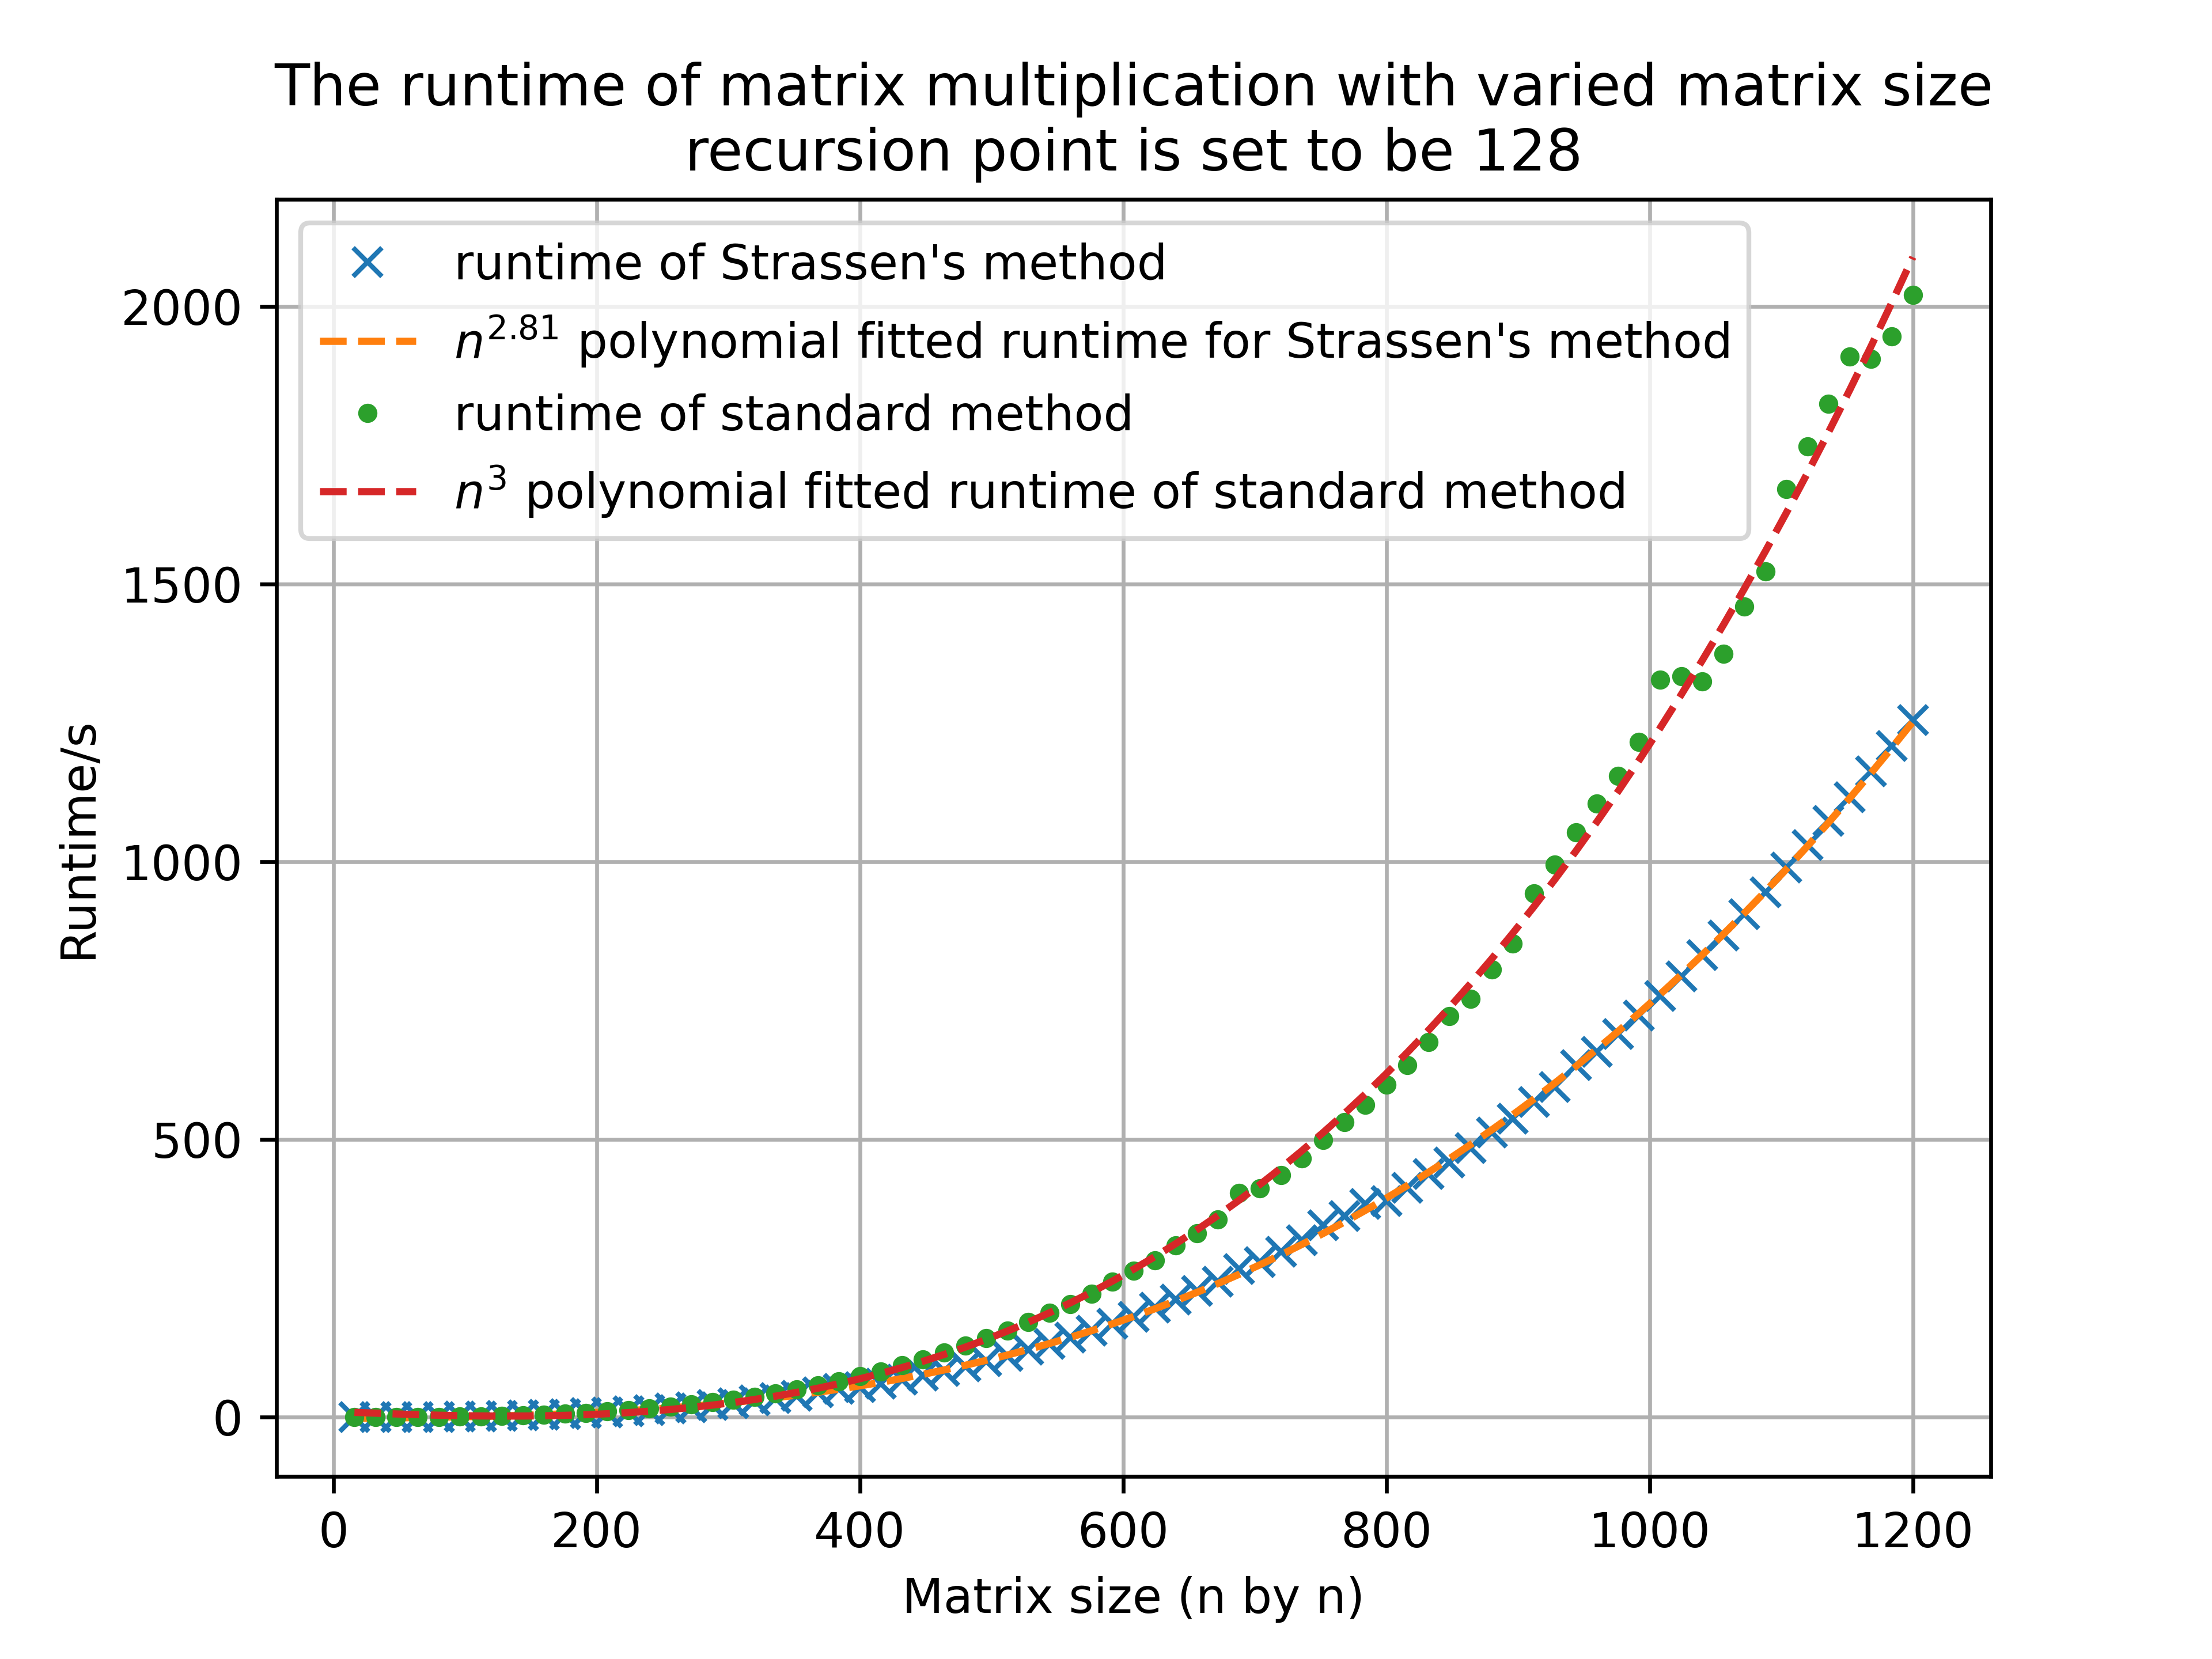 The runtime of matrix multiplication with varied matrix size
recursion point is set to be 128
runtime of Strassen's method
n^2.81 polynomial fitted runtime for Strassen's method
runtime of standard method
n^3 polynomial fitted runtime of standard method
2000
1500
1000
500
0
Runtime/s
0 200 400 600 800 1000 1200
Matrix size (n by n)